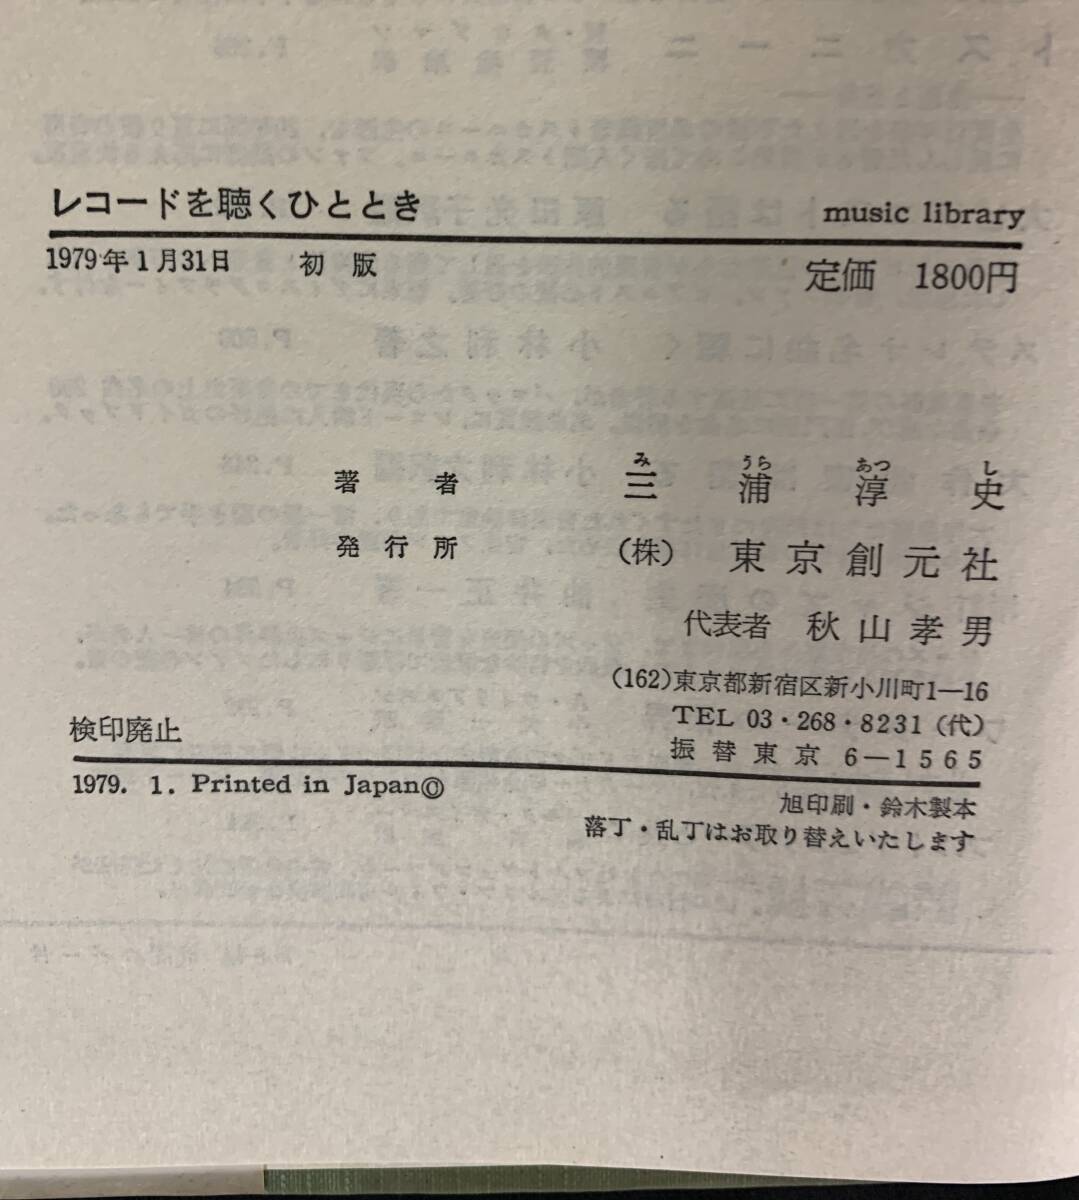 レコードを聴くひととき music library
1979年1月31日 初版 定価 1800円
みうらあつし
著者 三浦淳史
発行所 (株)東京創元社
代表者 秋山孝男
(162)東京都新宿区新小川町1—16
TEL 03・268・8231(代)
振替東京 6—1565
検印廃止
1979. 1. Printed in Japan©
旭印刷・鈴木製本
落丁・乱丁はお取り替えいたします